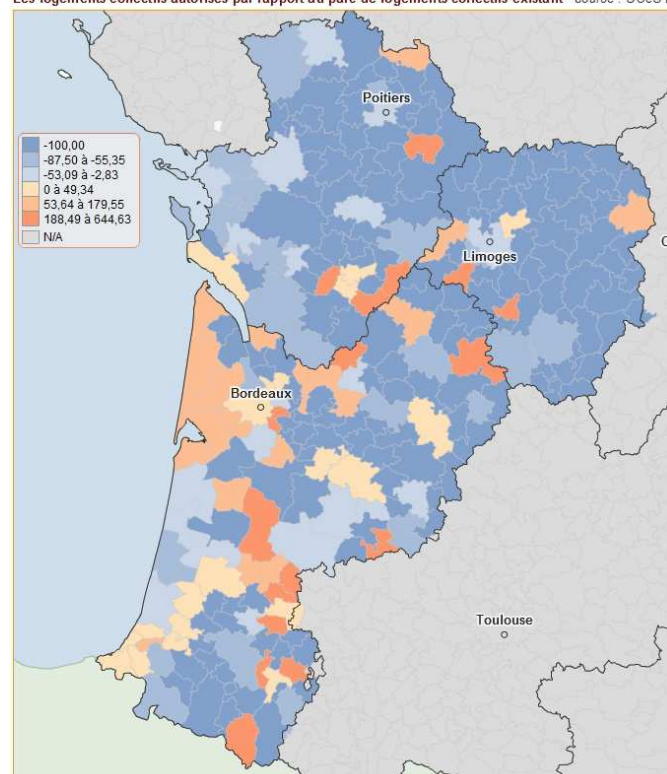 Les logements collectifs autorisés par rapport au parc de logements collectifs existant - source :
Poitiers
-100,00
-87,50 à -55,35
-53,09 à -2,83
0 à 49,34
53,64 à 179,55
188,49 à 644,63
N/A
Limoges
Bordeaux
Toulouse